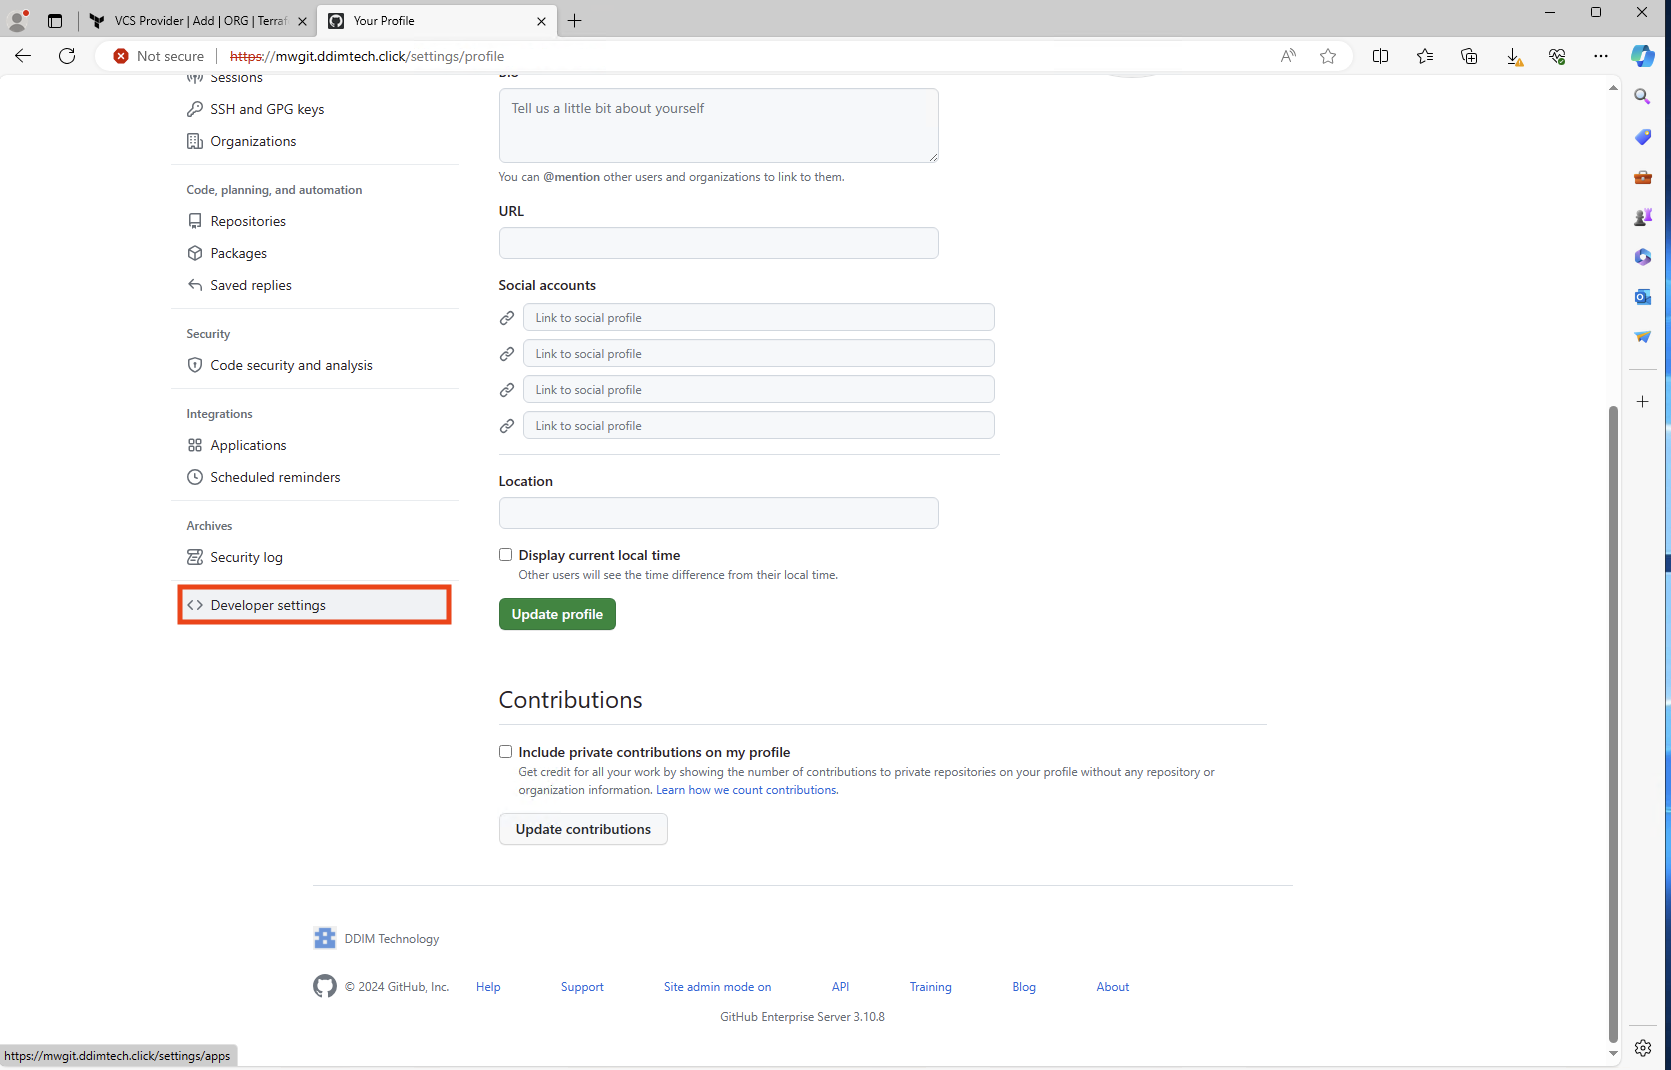 VCS Provider | Add | ORG | Terraf
Your Profile
Not secure
https://mwgit.ddimtech.click/settings/profile
Sessions
SSH and GPG keys
Organizations
Code, planning, and automation
Repositories
Packages
Saved replies
Security
Code security and analysis
Integrations
Applications
Scheduled reminders
Archives
Security log
Developer settings
Bio
Tell us a little bit about yourself
You can @mention other users and organizations to link to them.
URL
Social accounts
Link to social profile
Link to social profile
Link to social profile
Link to social profile
Location
Display current local time
Other users will see the time difference from their local time.
Update profile
Contributions
Include private contributions on my profile
Get credit for all your work by showing the number of contributions to private repositories on your profile without any repository or
organization information. Learn how we count contributions.
Update contributions
DDIM Technology
© 2024 GitHub, Inc. Help Support Site admin mode on API Training Blog About
GitHub Enterprise Server 3.10.8
https://mwgit.ddimtech.click/settings/apps